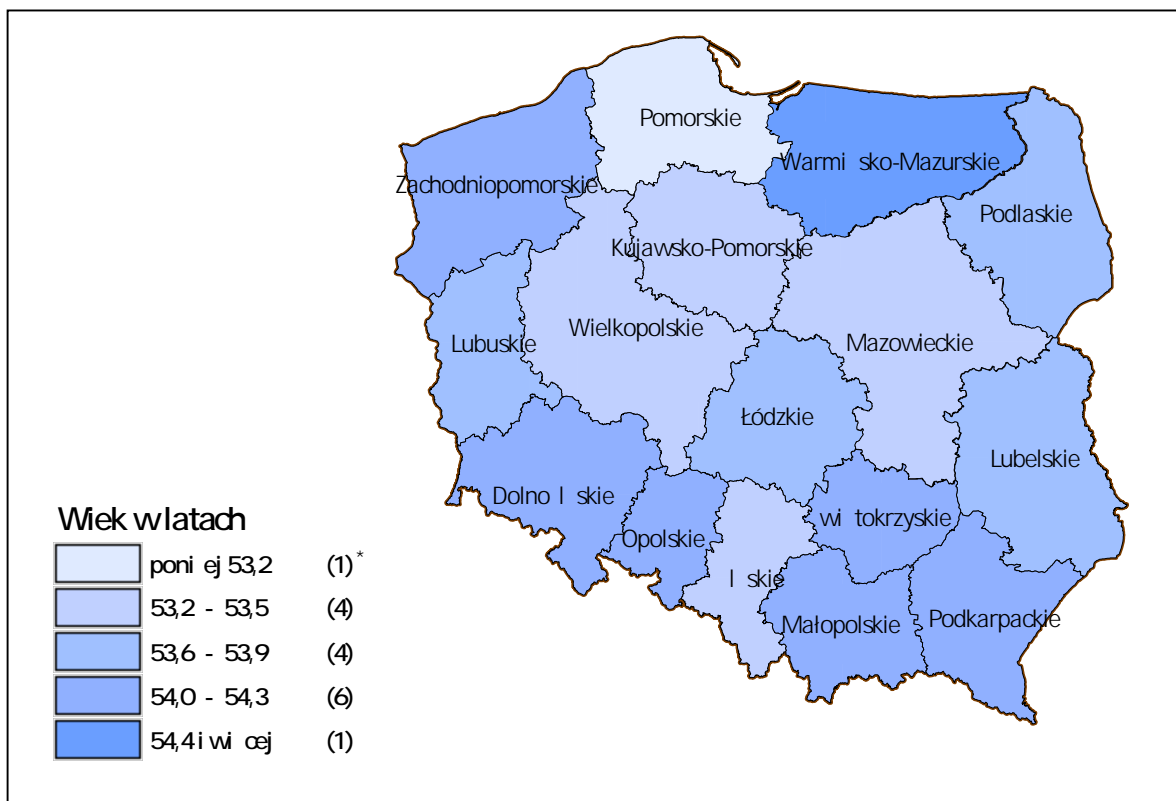 Pomorskie
Warmi sko-Mazurskie
Zachodniopomorskie
Podlaskie
Kujawsko-Pomorskie
Wielkopolskie
Lubuskie
Mazowieckie
Łódzkie
Lubelskie
Dolno l skie
wi tokrzyskie
Opolskie
l skie
Małopolskie
Podkarpackie
Wiek w latach
poniżej 53,2 (1)*
53,2 - 53,5 (4)
53,6 - 53,9 (4)
54,0 - 54,3 (6)
54,4 i wi cej (1)